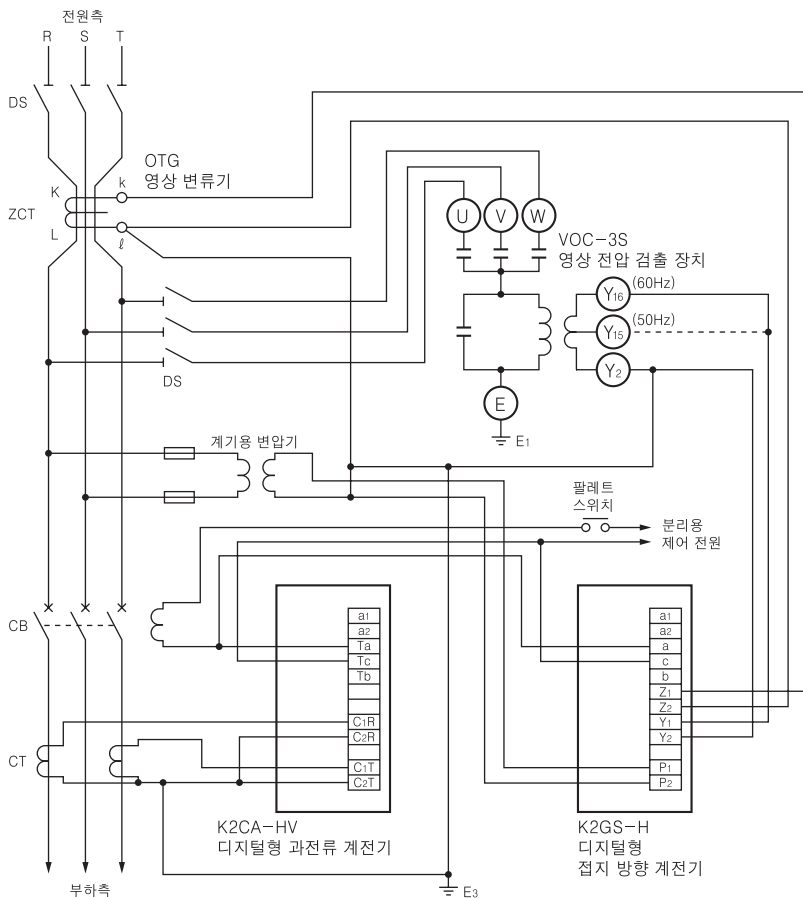 전원측
R S T
DS
OTG
영상 변류기
K
k
ZCT
L
ℓ
U V W
VOC-3S
영상 전압 검출 장치
Y16
(60Hz)
Y15
(50Hz)
Y2
E
E1
DS
계기용 변압기
팔레트
스위치
분리용
제어 전원
CB
a1
a2
Ta
Tc
Tb
C1R
C2R
C1T
C2T
a1
a2
a
c
b
Z1
Z2
Y1
Y2
P1
P2
CT
K2CA-HV
디지털형 과전류 계전기
K2GS-H
디지털형
접지 방향 계전기
부하측
E3